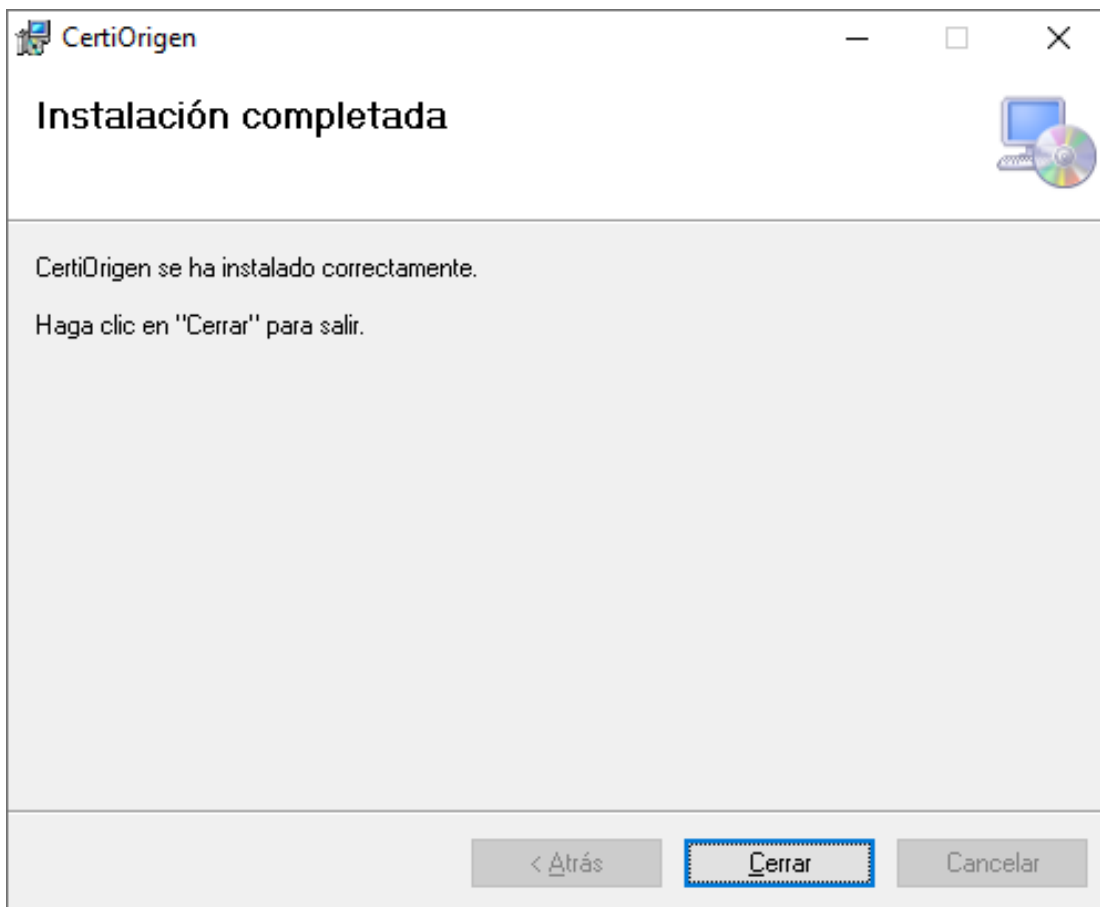 CertiOrigen
Instalación completada
CertiOrigen se ha instalado correctamente.
Haga clic en "Cerrar" para salir.
< Atrás
Cerrar
Cancelar